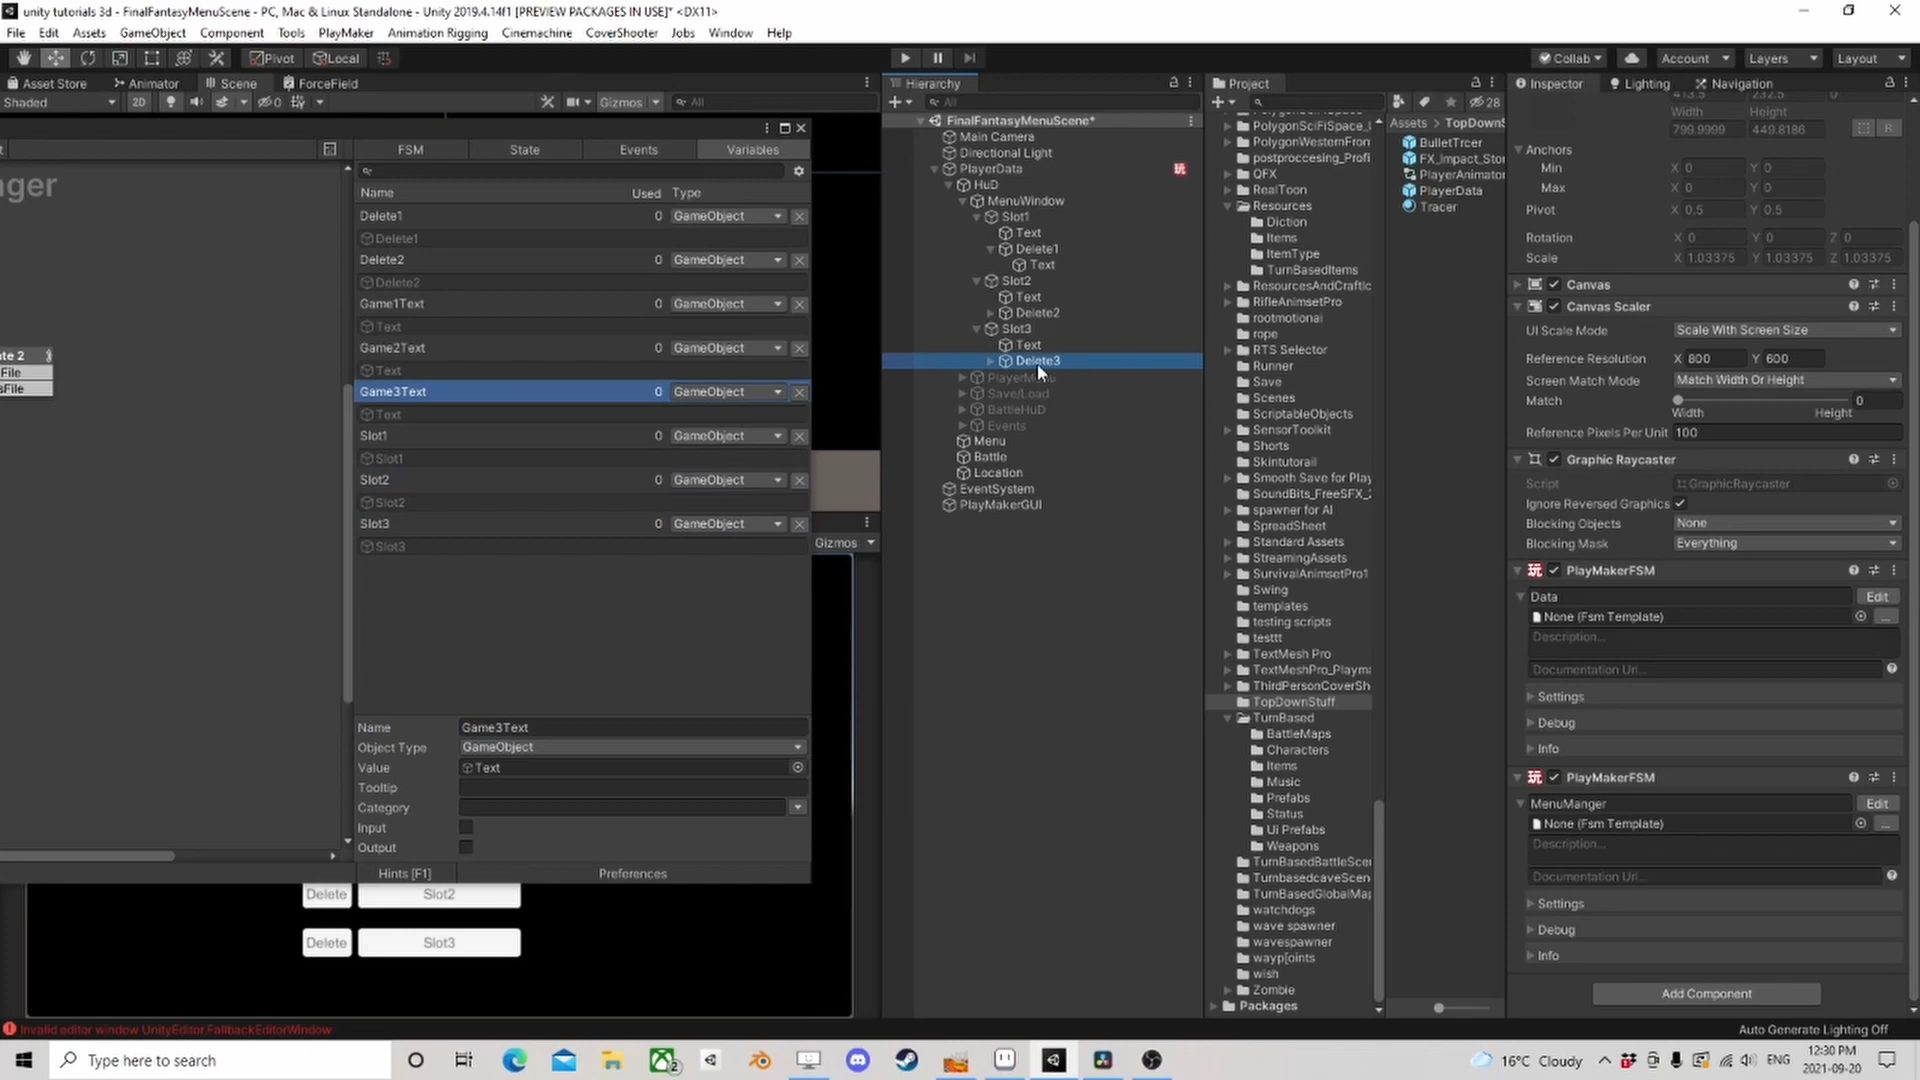 unity tutorials 3d - FinalFantasyMenuScene - PC, Mac & Linux Standalone - Unity 2019.4.14f1 [PREVIEW PACKAGES IN USE]* <DX11>
File Edit Assets GameObject Component Tools PlayMaker Animation Rigging Cinemachine CoverShooter Jobs Window Help
Pivot Local Collab Account Layers Layout
Asset Store Animator Scene ForceField
Shaded 2D 0 Gizmos All
FSM State Events Variables
nger
Name Used Type
Delete1 0 GameObject
Delete1
Delete2 0 GameObject
Delete2
Game1Text 0 GameObject
Text
Game2Text 0 GameObject
Text
Game3Text 0 GameObject
Text
Slot1 0 GameObject
Slot1
Slot2 0 GameObject
Slot2
Slot3 0 GameObject
Slot3
ate 2
File
sFile
Name Game3Text
Object Type GameObject
Value Text
Tooltip
Category
Input
Output
Hints [F1] Preferences
Gizmos
Delete Slot2
Delete Slot3
Hierarchy
All
FinalFantasyMenuScene*
Main Camera
Directional Light
PlayerData
HuD
MenuWindow
Slot1
Text
Delete1
Text
Slot2
Text
Delete2
Slot3
Text
Delete3
Save/Load
BattleHuD
Events
Menu
Battle
Location
EventSystem
PlayMakerGUI
Project
28
PolygonSciFiSpace_
PolygonWesternFron
postproccesing_Profi
QFX
RealToon
Resources
Diction
Items
ItemType
TurnBasedItems
ResourcesAndCraftic
RifleAnimsetPro
rootmotionai
rope
RTS Selector
Runner
Save
Scenes
ScriptableObjects
SensorToolkit
Shorts
Skintutorail
Smooth Save for Play
SoundBits_FreeSFX_
spawner for AI
SpreadSheet
Standard Assets
StreamingAssets
SurvivalAnimsetPro1
Swing
templates
testing scripts
testtt
TextMesh Pro
TextMeshPro_Playma
ThirdPersonCoverSh
TopDownStuff
TurnBased
BattleMaps
Characters
Items
Music
Prefabs
Status
Ui Prefabs
Weapons
TurnBasedBattleScen
TurnbasedcaveScen
TurnBasedGlobalMap
watchdogs
wave spawner
wavespawner
wayp[oints
wish
Zombie
Packages
Assets > TopDownS
BulletTrcer
FX_Impact_Stor
PlayerAnimator
PlayerData
Tracer
Inspector Lighting Navigation
Width Height
799.9999 449.8186 R
Anchors
Min X 0 Y 0
Max X 0 Y 0
Pivot X 0.5 Y 0.5
Rotation X 0 Y 0 Z 0
Scale X 1.03375 Y 1.03375 Z 1.03375
Canvas
Canvas Scaler
UI Scale Mode Scale With Screen Size
Reference Resolution X 800 Y 600
Screen Match Mode Match Width Or Height
Match 0
Width Height
Reference Pixels Per Unit 100
Graphic Raycaster
Script GraphicRaycaster
Ignore Reversed Graphics
Blocking Objects None
Blocking Mask Everything
玩 PlayMakerFSM
Data Edit
None (Fsm Template) ...
Description...
Documentation Url...
Settings
Debug
Info
玩 PlayMakerFSM
MenuManger Edit
None (Fsm Template) ...
Description...
Documentation Url...
Settings
Debug
Info
Add Component
Invalid editor window UnityEditor.FallbackEditorWindow
Auto Generate Lighting Off
Type here to search
16°C Cloudy ENG 12:30 PM
2021-09-20